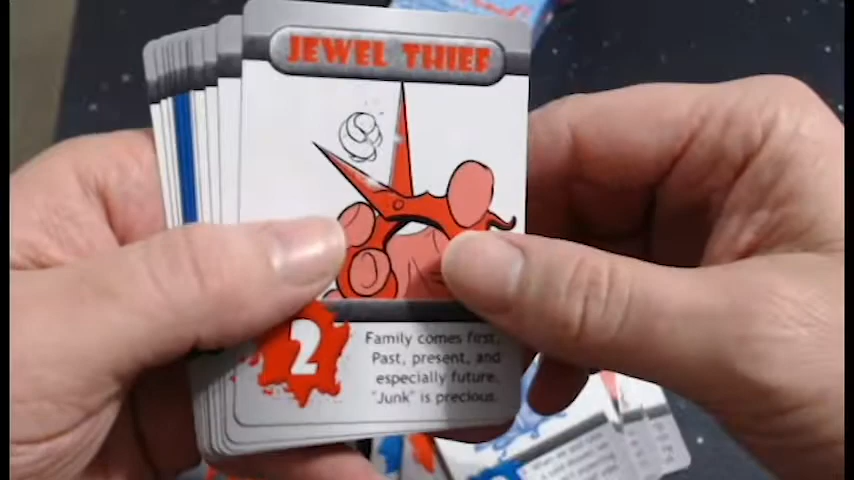 JEWEL THIEF
2
Family comes first.
Past, present, and
especially future.
"Junk" is precious.